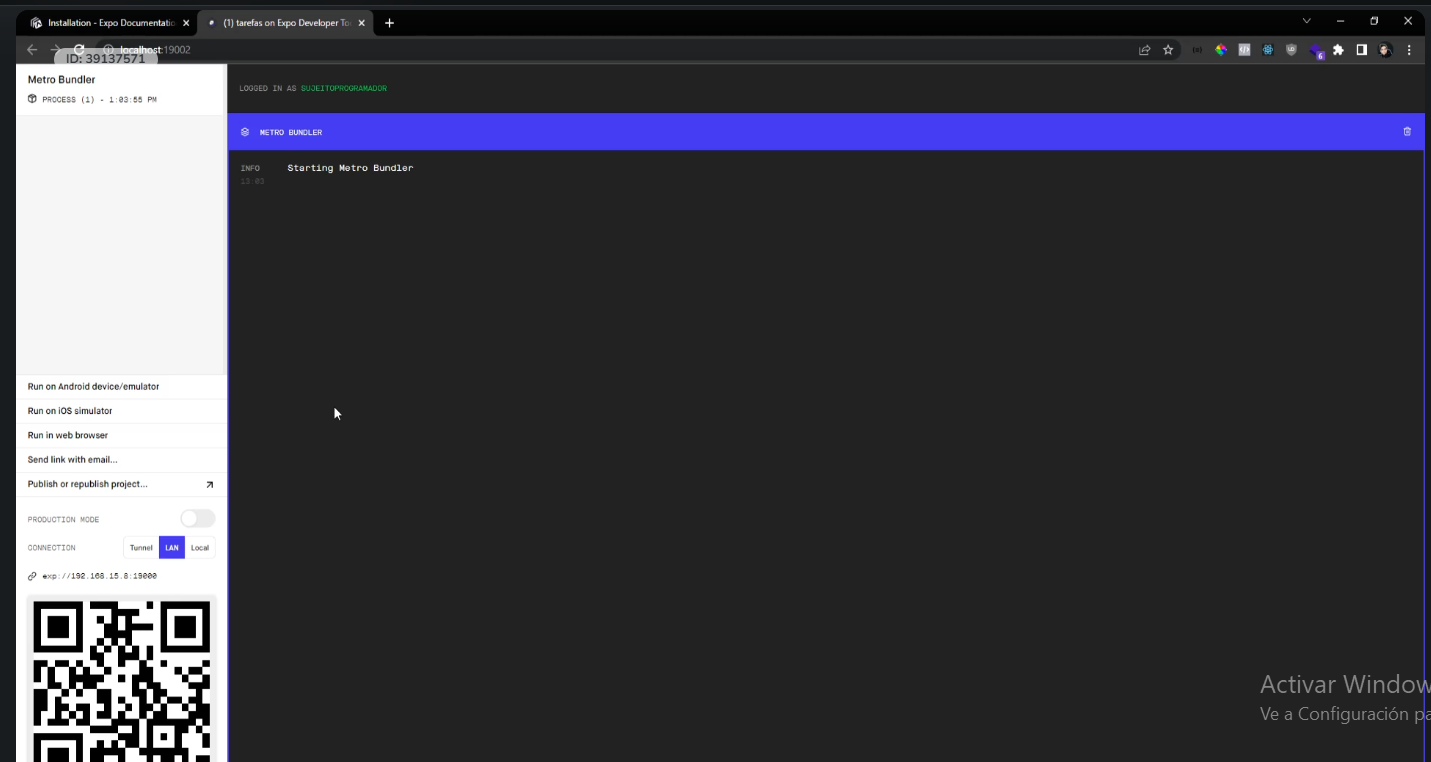 Installation - Expo Documentatio
(1) tarefas on Expo Developer To
localhost:19002
ID: 39137571
6
Metro Bundler
PROCESS (1) - 1:03:55 PM
LOGGED IN AS SUJEITOPROGRAMADOR
METRO BUNDLER
INFO Starting Metro Bundler
13:03
Run on Android device/emulator
Run on iOS simulator
Run in web browser
Send link with email...
Publish or republish project...
PRODUCTION MODE
CONNECTION Tunnel LAN Local
exp://192.168.15.8:19000
Activar Window
Ve a Configuración pa